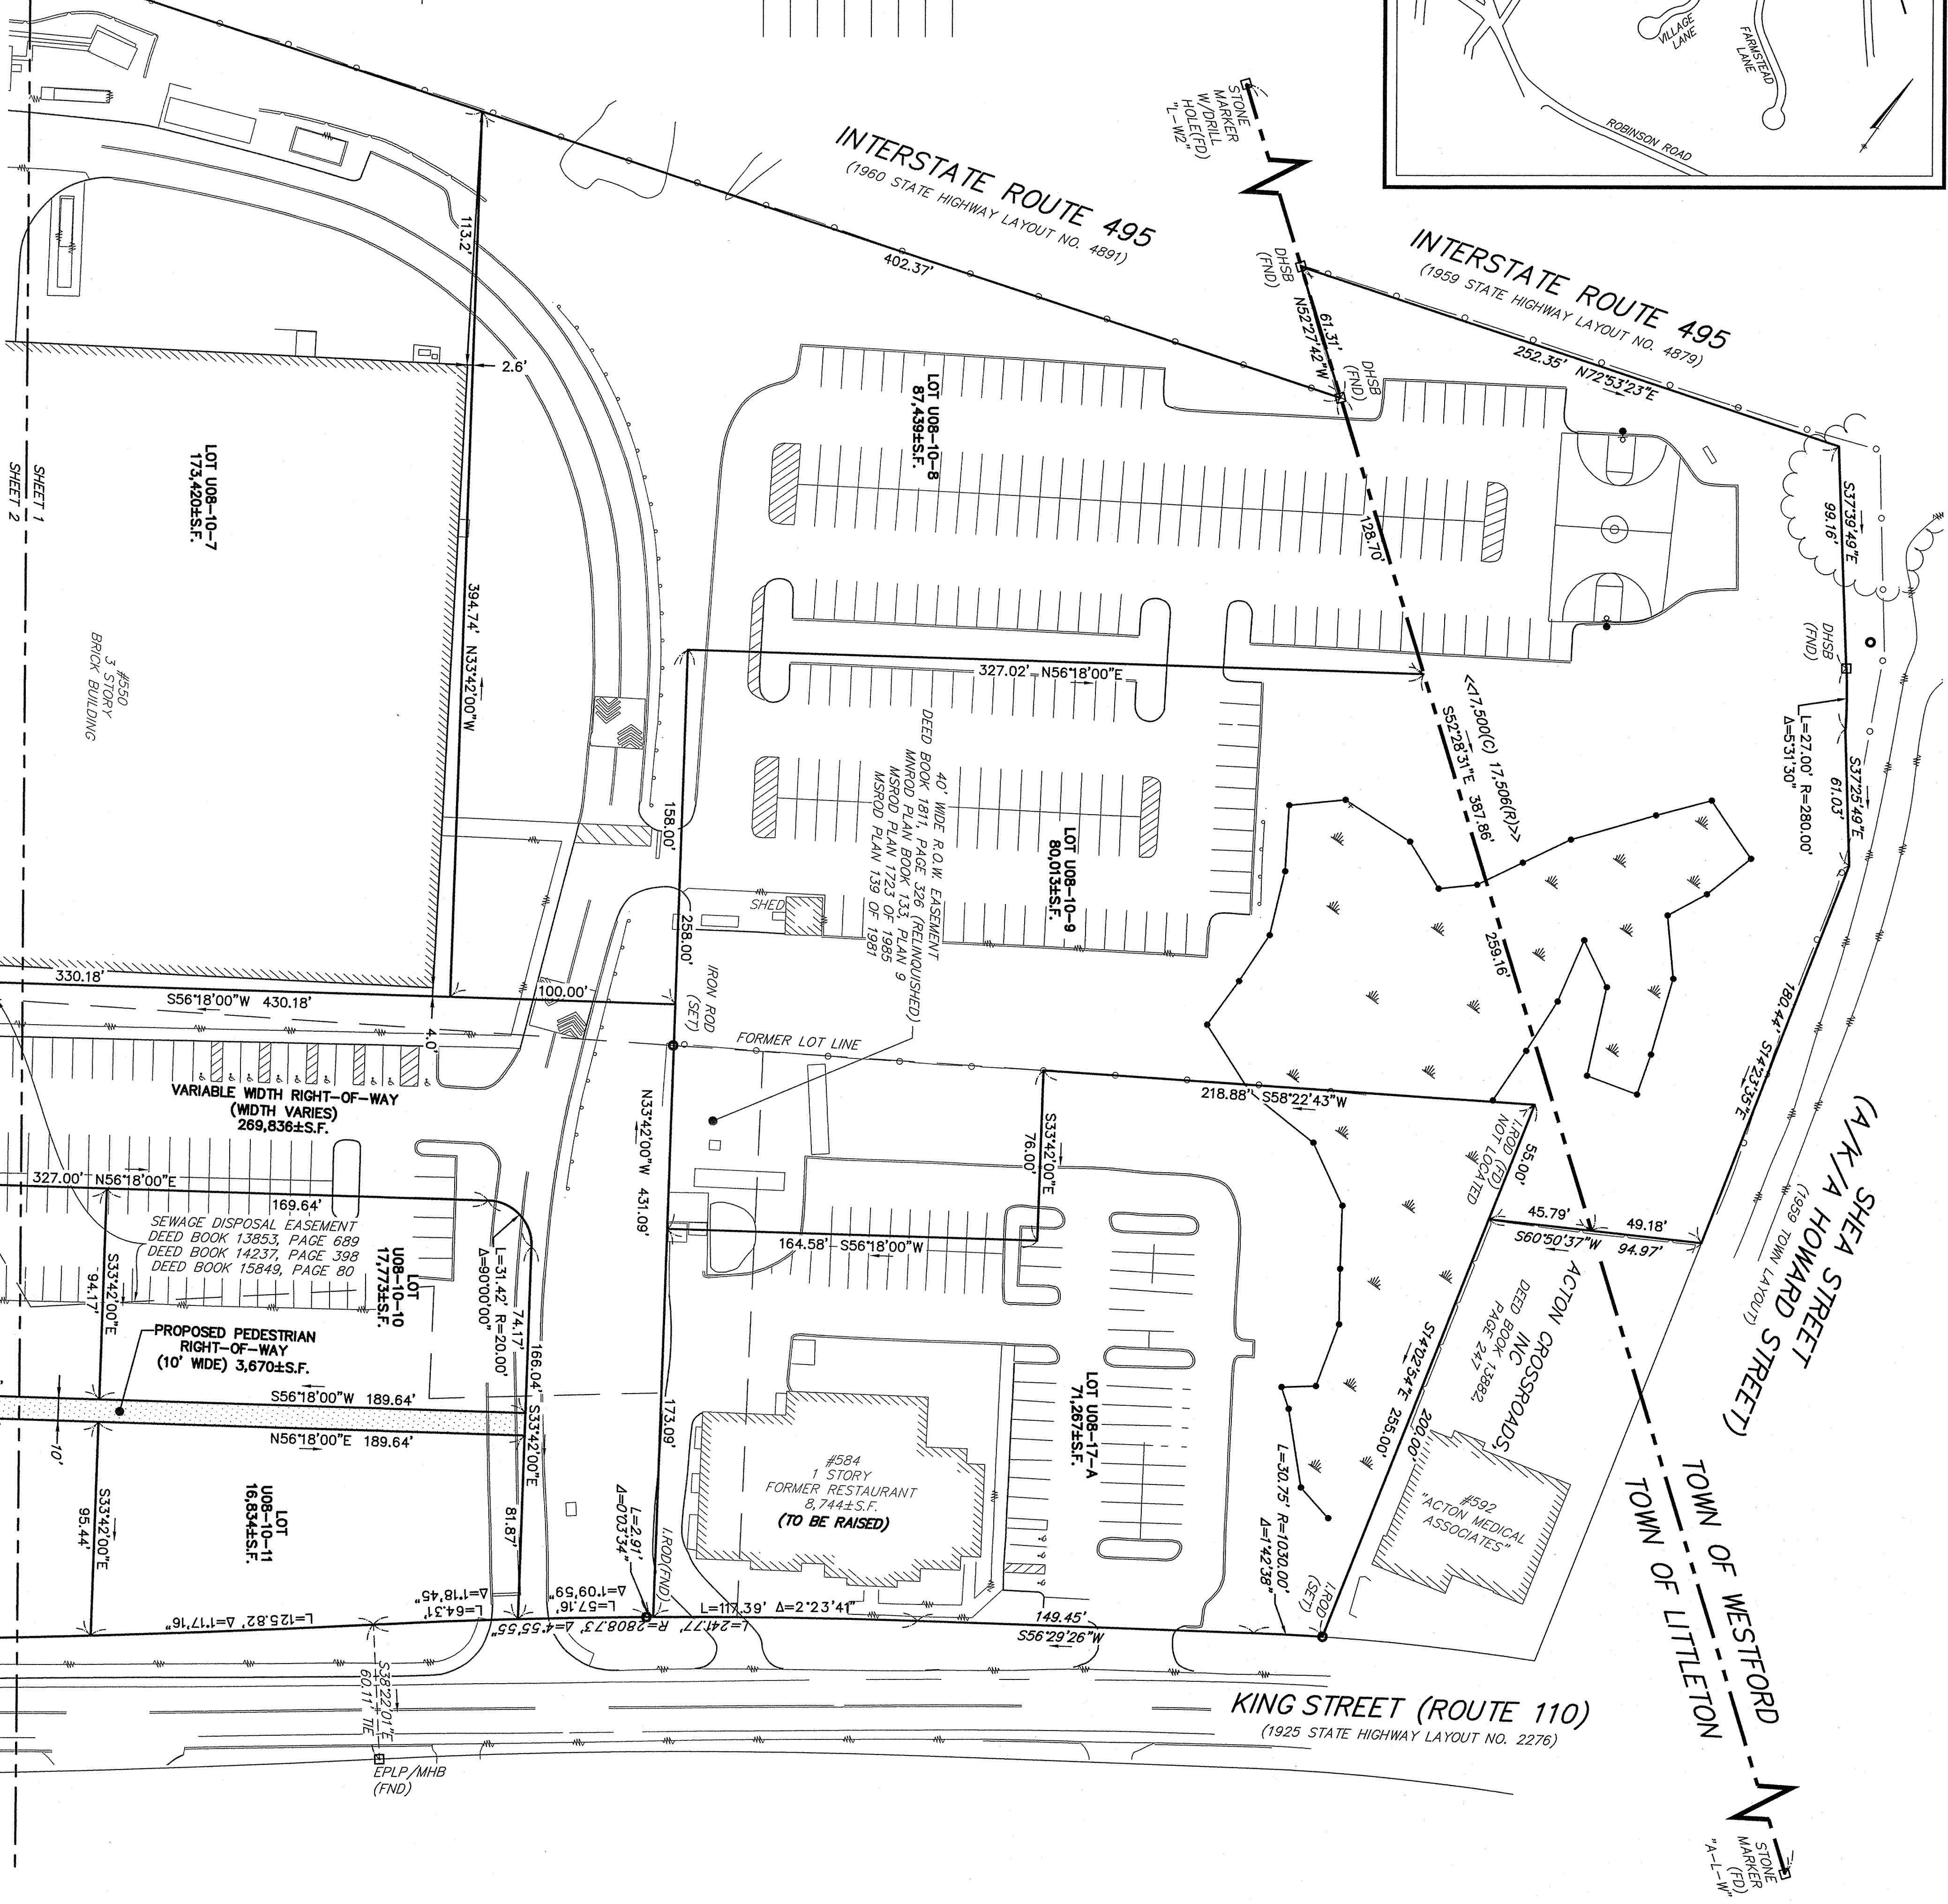 VILLAGE
LANE
FARMSTEAD
LANE
ROBINSON ROAD
STONE
MARKER
W/DRILL
HOLE(FD)
"L-W2"
INTERSTATE ROUTE 495
(1960 STATE HIGHWAY LAYOUT NO. 4891)
402.37'
INTERSTATE ROUTE 495
(1959 STATE HIGHWAY LAYOUT NO. 4879)
252.35' N72°53'23"E
DHSB
(FND)
61.31'
N52°27'42"W
DHSB
(FND)
113.2'
2.6'
LOT U08-10-8
87,439±S.F.
LOT U08-10-7
173,420±S.F.
SHEET 1
SHEET 2
128.70'
S37°39'49"E
99.16'
DHSB
(FND)
L=27.00' R=280.00'
Δ=5°31'30"
S37°25'49"E
61.03'
#550
3 STORY
BRICK BUILDING
394.74' N33°42'00"W
327.02' N56°18'00"E
<<17,500(C) 17,506(R)>>
S52°28'31"E 387.86'
158.00'
258.00'
40' WIDE R.O.W. EASEMENT
DEED BOOK 1811, PAGE 326 (RELINQUISHED)
MNROD PLAN BOOK 133, PLAN 9
MSROD PLAN 1723 OF 1985
MSROD PLAN 139 OF 1981
LOT U08-10-9
80,013±S.F.
SHED
259.16'
180.44' S14°23'35"E
330.18'
S56°18'00"W 430.18'
100.00'
IRON ROD
(SET)
4.0'
FORMER LOT LINE
218.88' S58°22'43"W
I.ROD (FD)
NOT LOCATED
55.00'
VARIABLE WIDTH RIGHT-OF-WAY
(WIDTH VARIES)
269,836±S.F.
N33°42'00"W 431.09'
S33°42'00"E
76.00'
SHEA STREET
(A/K/A HOWARD STREET)
(1959 TOWN LAYOUT)
327.00' N56°18'00"E
169.64'
SEWAGE DISPOSAL EASEMENT
DEED BOOK 13853, PAGE 689
DEED BOOK 14237, PAGE 398
DEED BOOK 15849, PAGE 80
LOT
U08-10-10
17,773±S.F.
S33°42'00"E
94.17'
L=31.42' R=20.00'
Δ=90°00'00"
74.17'
164.58' S56°18'00"W
45.79'
49.18'
S60°50'37"W 94.97'
ACTON CROSSROADS,
INC
DEED BOOK 13882,
PAGE 247
PROPOSED PEDESTRIAN
RIGHT-OF-WAY
(10' WIDE) 3,670±S.F.
166.04' S33°42'00"E
S56°18'00"W 189.64'
N56°18'00"E 189.64'
10'
173.09'
LOT U08-17-A
71,267±S.F.
S14°02'54"E 255.00'
200.00'
#584
1 STORY
FORMER RESTAURANT
8,744±S.F.
(TO BE RAISED)
#592
"ACTON MEDICAL
ASSOCIATES"
TOWN OF WESTFORD
TOWN OF LITTLETON
S33°42'00"E
95.44'
LOT
U08-10-11
16,834±S.F.
81.87'
L=2.91'
Δ=0°03'34"
I.ROD(FND)
L=30.75' R=1030.00'
Δ=1°42'38"
I.ROD
(SET)
L=125.82' Δ=1°17'16"
L=64.31'
Δ=1°18'45"
L=57.16'
Δ=1°09'59"
L=117.39' Δ=2°23'41"
L=241.77' R=2808.73' Δ=4°55'55"
149.45'
S56°29'26"W
S38°22'01"E
60.11' TIE
EPLP/MHB
(FND)
KING STREET (ROUTE 110)
(1925 STATE HIGHWAY LAYOUT NO. 2276)
STONE
MARKER
(FD)
"A-L-W"